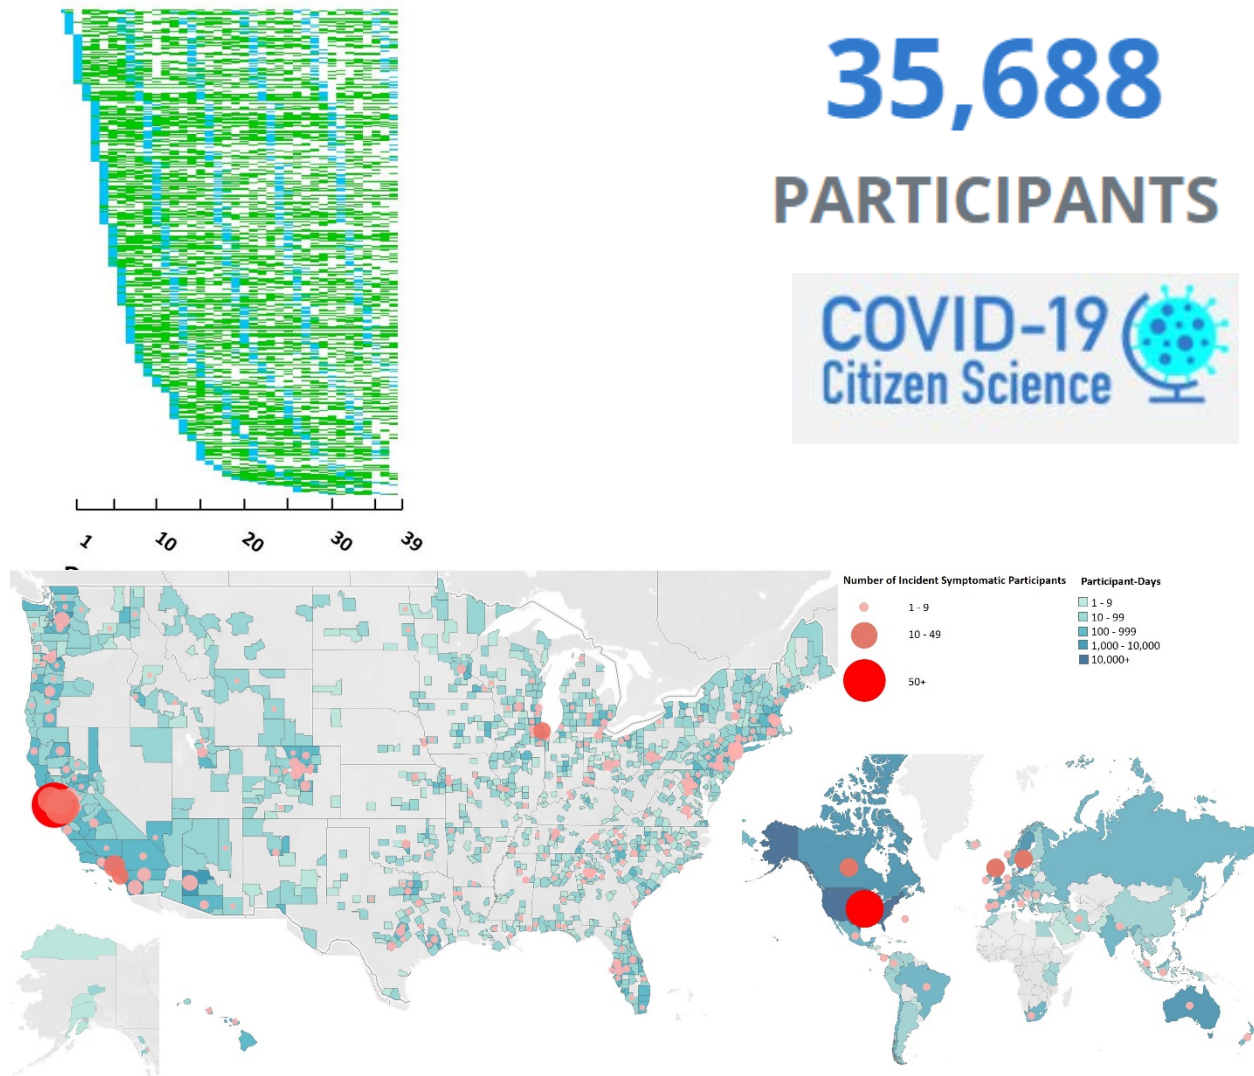 35,688
PARTICIPANTS
COVID-19
Citizen Science
1 10 20 30 39
Number of Incident Symptomatic Participants
1 - 9
10 - 49
50+
Participant-Days
1 - 9
10 - 99
100 - 999
1,000 - 10,000
10,000+